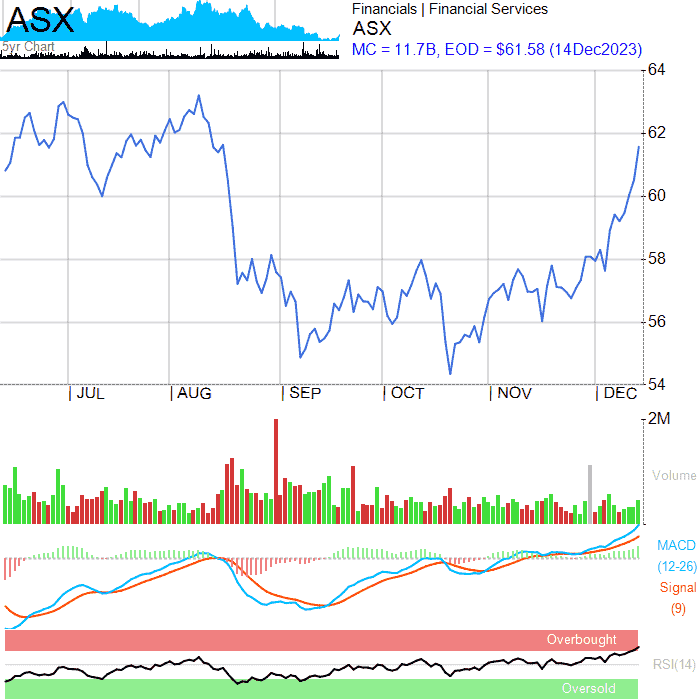 ASX
5yr Chart
Financials | Financial Services
ASX
MC = 11.7B, EOD = $61.58 (14Dec2023)
64
62
60
58
56
54
JUL AUG SEP OCT NOV DEC
2M
Volume
MACD
(12-26)
Signal
(9)
Overbought
RSI(14)
Oversold